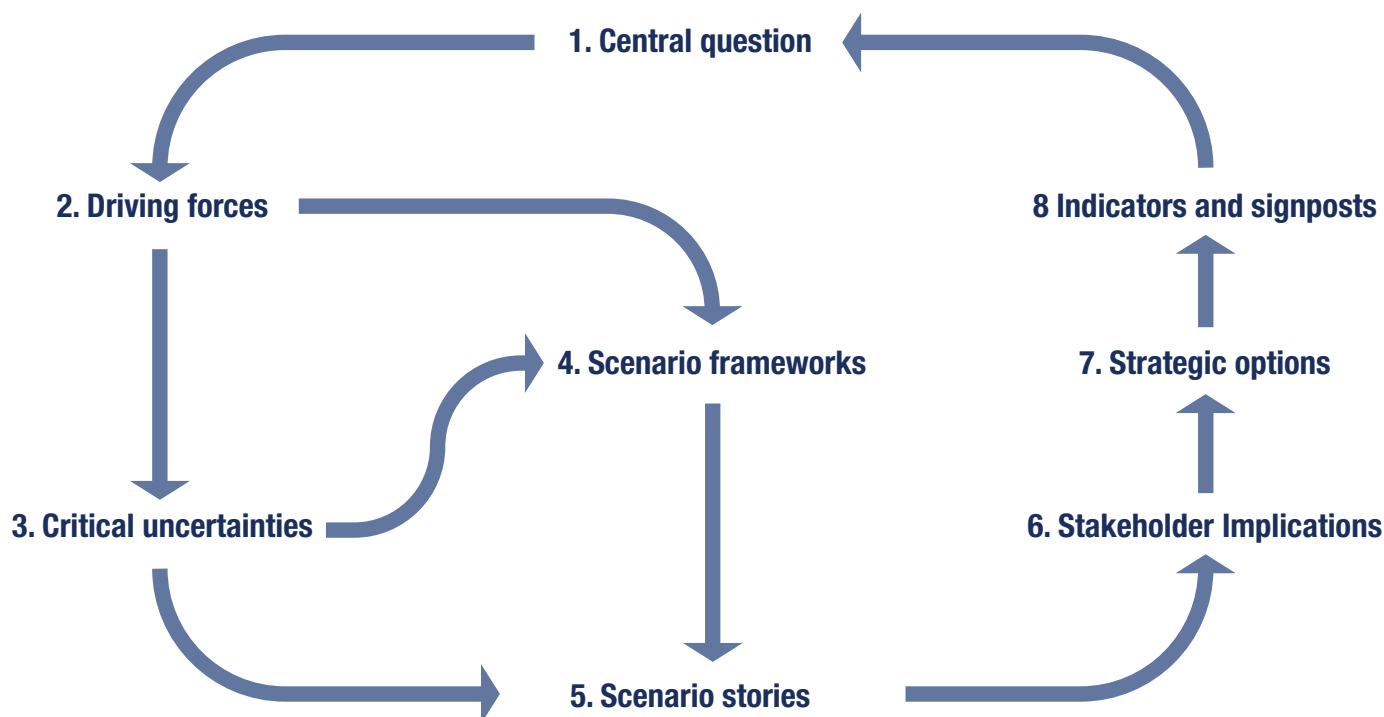 1. Central question
2. Driving forces
8 Indicators and signposts
4. Scenario frameworks
7. Strategic options
3. Critical uncertainties
6. Stakeholder Implications
5. Scenario stories